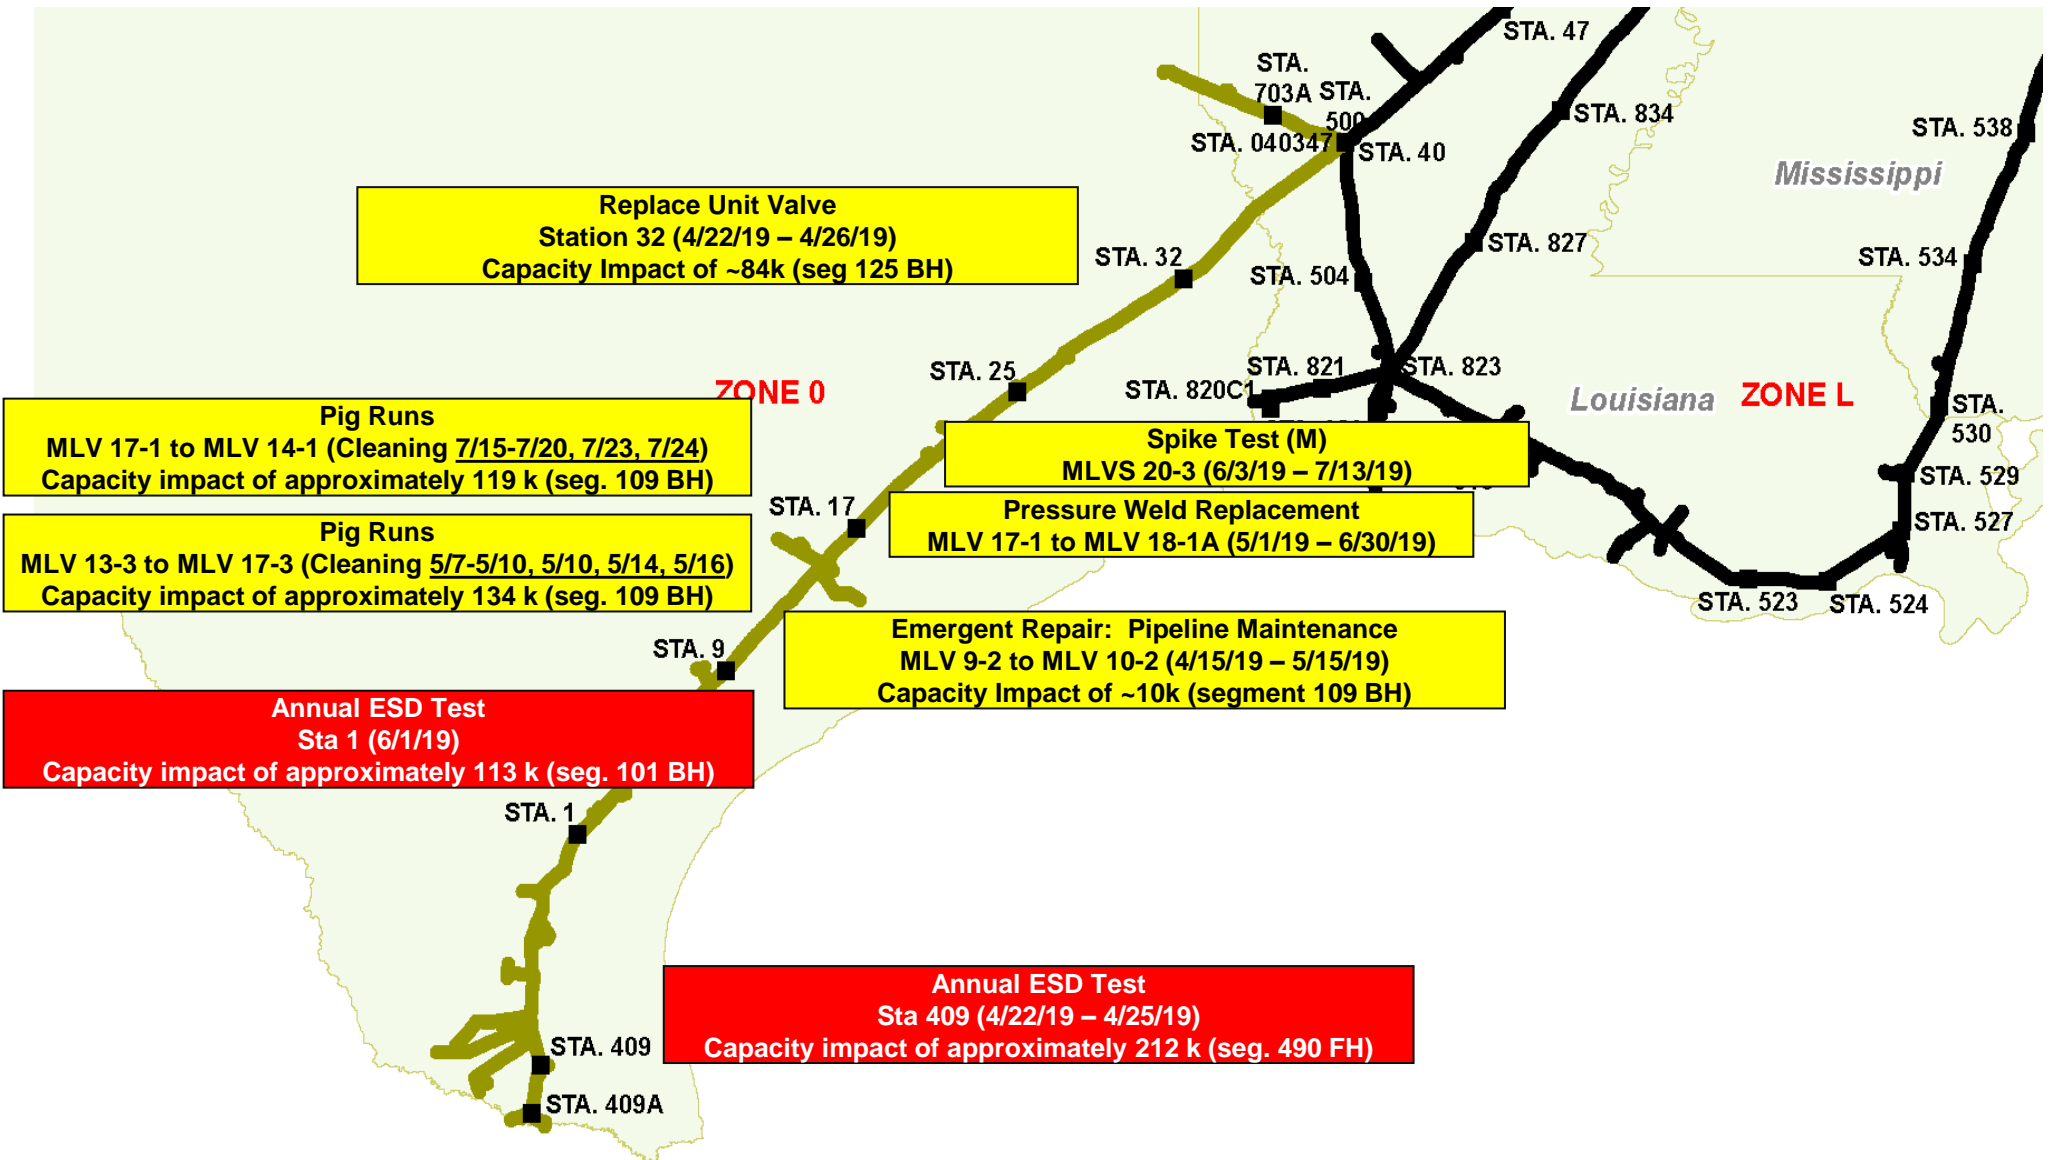 STA. 47
STA.
703A
STA.
500
STA. 834
STA. 538
STA. 040347
STA. 40
Mississippi
Replace Unit Valve
Station 32 (4/22/19 – 4/26/19)
Capacity Impact of ~84k (seg 125 BH)
STA. 827
STA. 32
STA. 504
STA. 534
STA. 25
STA. 821
STA. 823
STA. 820C1
ZONE 0
Louisiana
ZONE L
STA.
530
Pig Runs
MLV 17-1 to MLV 14-1 (Cleaning 7/15-7/20, 7/23, 7/24)
Capacity impact of approximately 119 k (seg. 109 BH)
Spike Test (M)
MLVS 20-3 (6/3/19 – 7/13/19)
STA. 529
STA. 17
Pressure Weld Replacement
MLV 17-1 to MLV 18-1A (5/1/19 – 6/30/19)
STA. 527
Pig Runs
MLV 13-3 to MLV 17-3 (Cleaning 5/7-5/10, 5/10, 5/14, 5/16)
Capacity impact of approximately 134 k (seg. 109 BH)
STA. 523
STA. 524
STA. 9
Emergent Repair:  Pipeline Maintenance
MLV 9-2 to MLV 10-2 (4/15/19 – 5/15/19)
Capacity Impact of ~10k (segment 109 BH)
Annual ESD Test
Sta 1 (6/1/19)
Capacity impact of approximately 113 k (seg. 101 BH)
STA. 1
Annual ESD Test
Sta 409 (4/22/19 – 4/25/19)
Capacity impact of approximately 212 k (seg. 490 FH)
STA. 409
STA. 409A